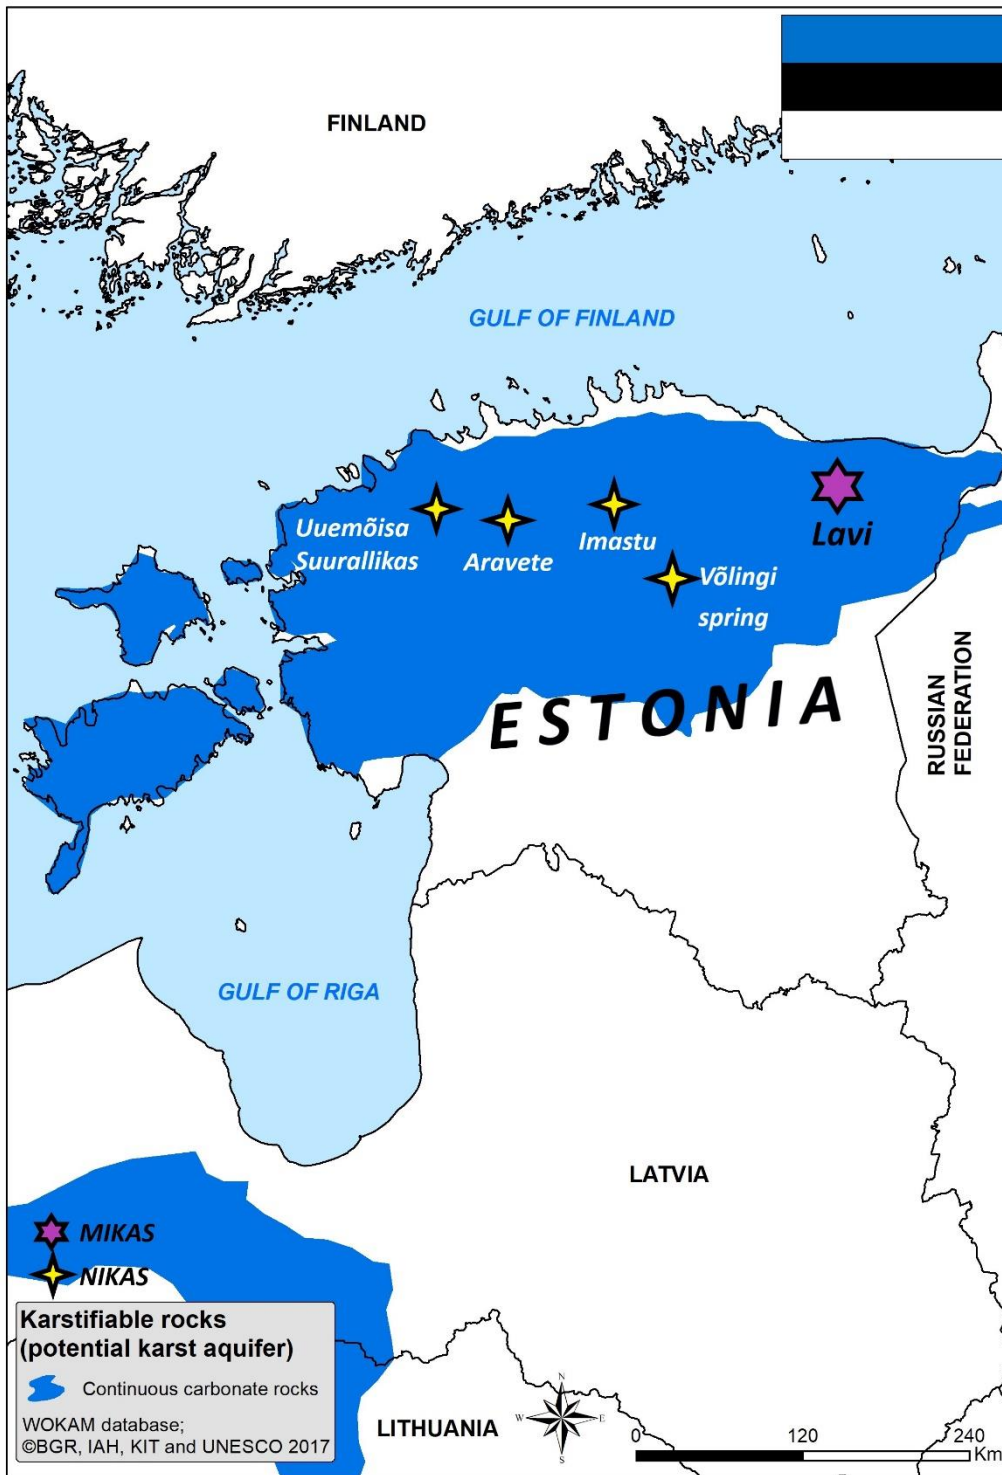 FINLAND
GULF OF FINLAND
Uuemõisa
Suurallikas
Aravete
Imastu
Võlingi
spring
Lavi
ESTONIA
RUSSIAN
FEDERATION
GULF OF RIGA
LATVIA
MIKAS
NIKAS
Karstifiable rocks
(potential karst aquifer)
Continuous carbonate rocks
WOKAM database;
©BGR, IAH, KIT and UNESCO 2017
LITHUANIA
N
W E
S
0 120 240
Km